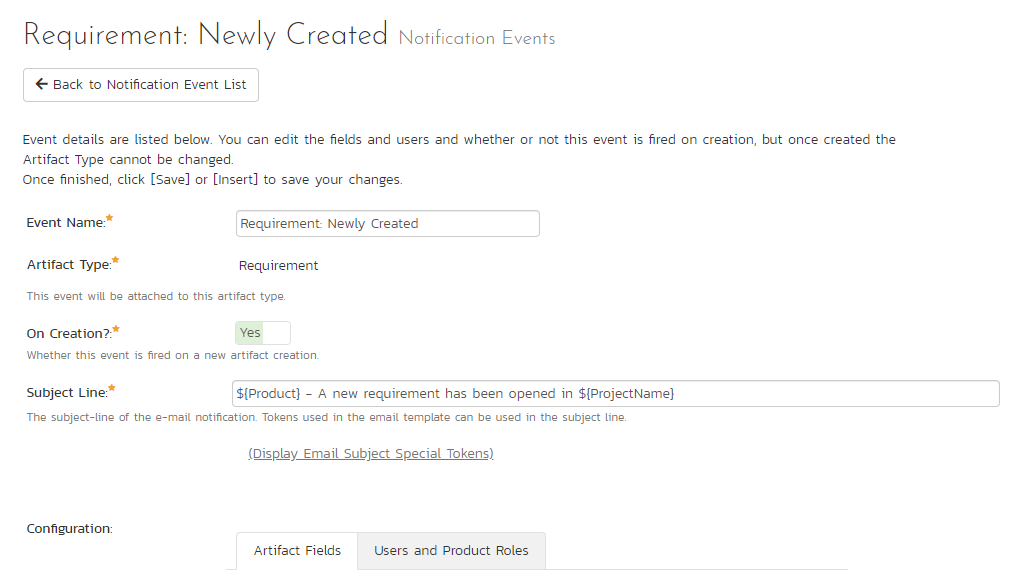 Requirement: Newly Created Notification Events
Back to Notification Event List
Event details are listed below. You can edit the fields and users and whether or not this event is fired on creation, but once created the
Artifact Type cannot be changed.
Once finished, click [Save] or [Insert] to save your changes.
Event Name:
Requirement: Newly Created
Artifact Type:
Requirement
This event will be attached to this artifact type.
On Creation?:
Yes
Whether this event is fired on a new artifact creation.
Subject Line:
${Product} - A new requirement has been opened in ${ProjectName}
The subject-line of the e-mail notification. Tokens used in the email template can be used in the subject line.
(Display Email Subject Special Tokens)
Configuration:
Artifact Fields
Users and Product Roles